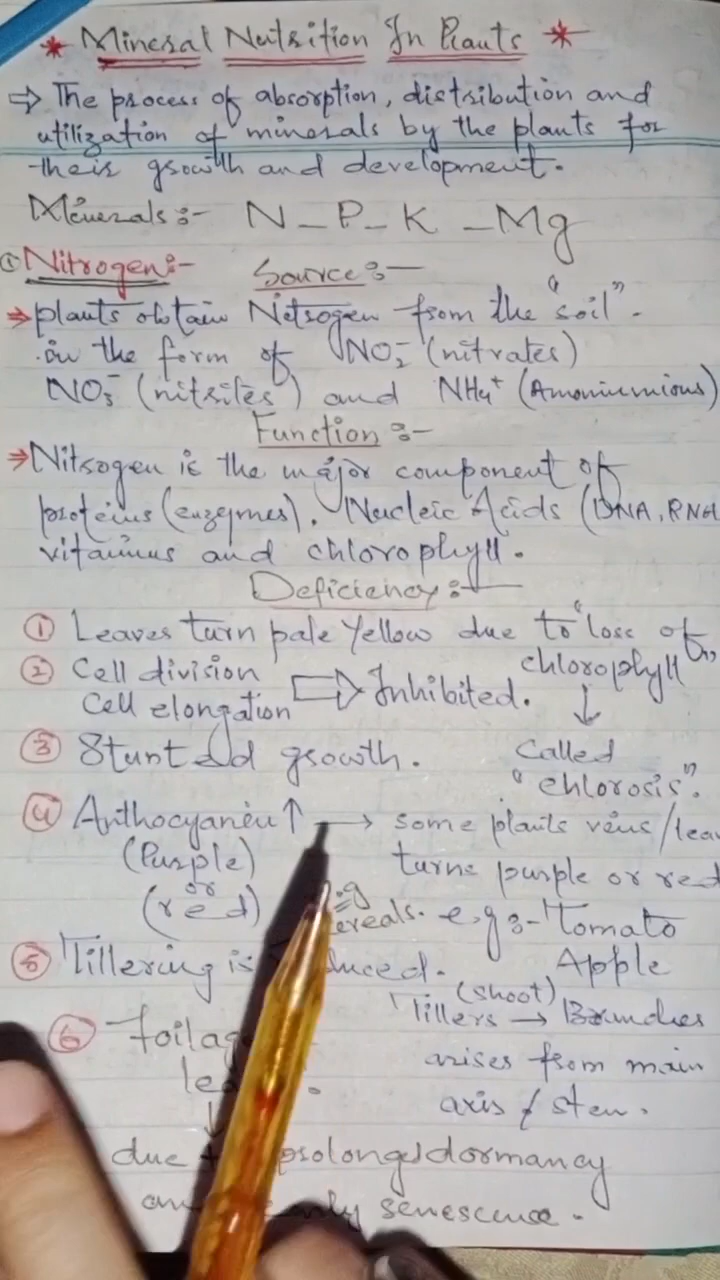 * Mineral Nutrition In Plants *
⇒ The process of absorption, distribution and
utilization of minerals by the plants for
their growth and development.
Minerals:- N - P - K - Mg
① Nitrogen:- Source:-
→ plants obtain Nitrogen from the "soil".
in the form of NO₂⁻ (nitrates)
NO₃⁻ (nitrites) and NH₄⁺ (Amoniumions)
Function:-
→ Nitrogen is the major component of
proteins (enzymes). Nucleic Acids (DNA, RNA
vitamins and chlorophyll.
Deficiency:-
① Leaves turn pale Yellow due to "loss of
chlorophyll"
↓
called
"chlorosis".
② Cell division
Cell elongation ⇒ Inhibited.
③ Stunted growth.
④ Anthocyanin ↑ → some plants veins/
(Purple) turns purple or red
or
(red) e.g:- Tomato
Apple
⑤ Tillering is
e.g
cereals.
(shoot)
Tillers → Branches
arises from main
axis / stem.
⑥
↓
due prolonged dormancy
senescence.